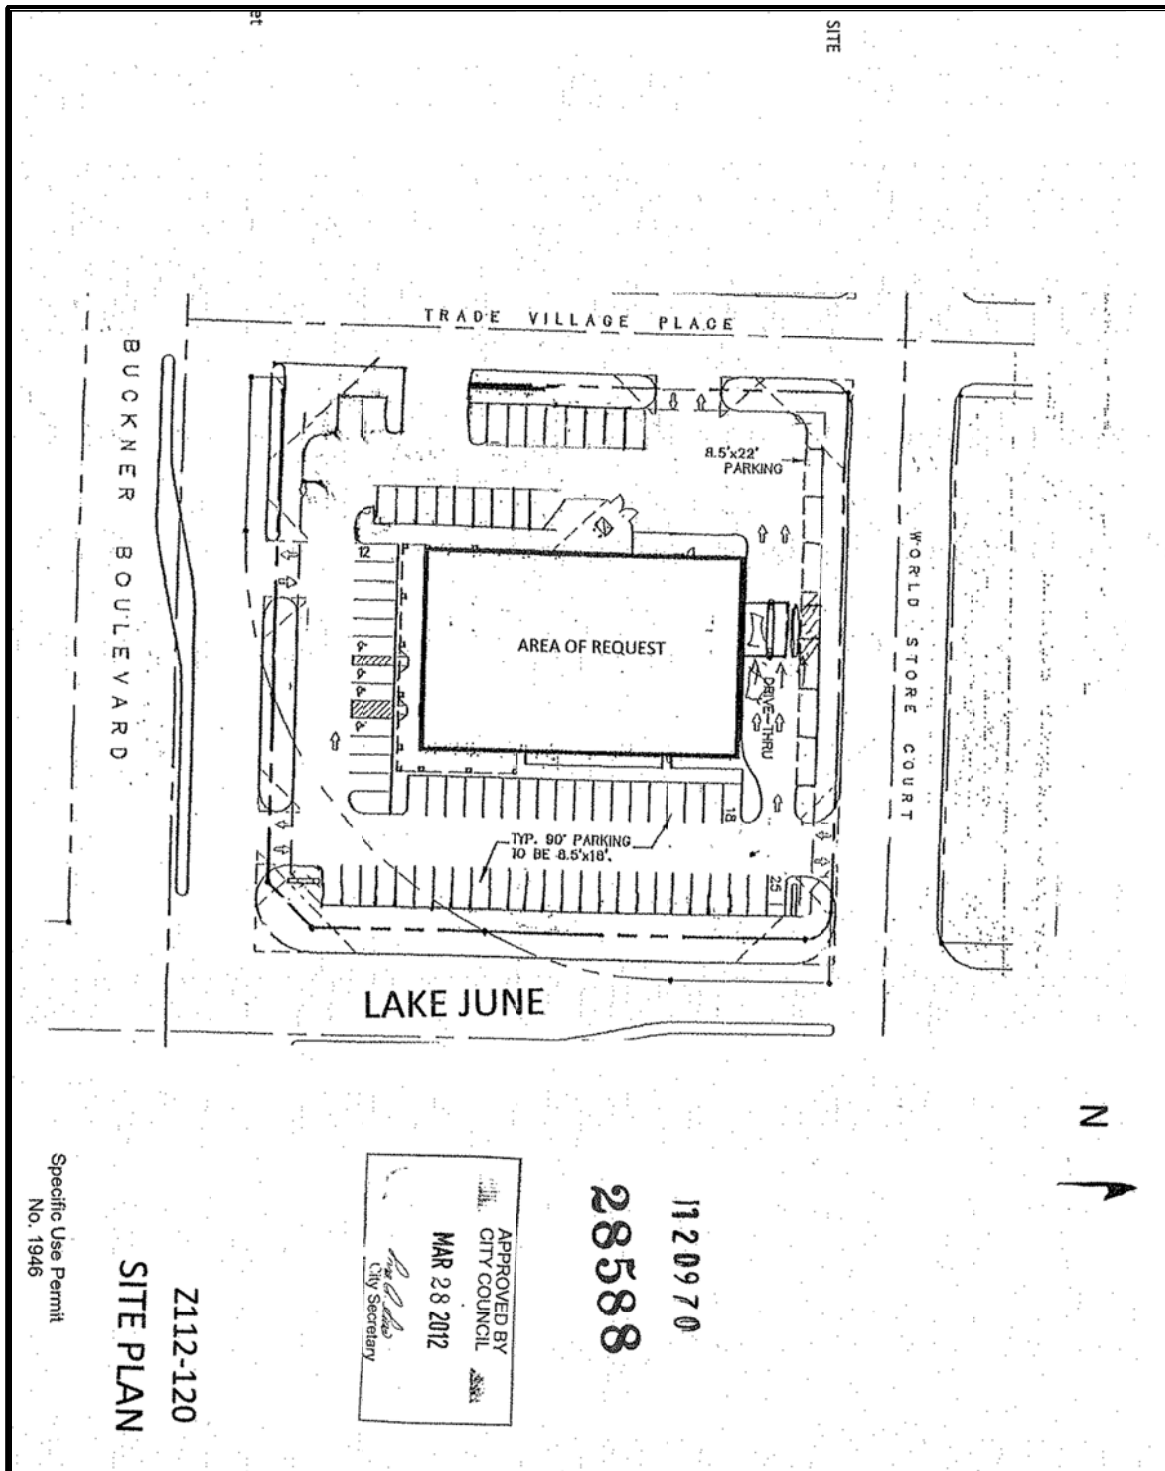 SITE
TRADE VILLAGE PLACE
BUCKNER BOULEVARD
8.5'x22'
PARKING
WORLD STORE COURT
12
AREA OF REQUEST
DRIVE-THRU
18
TYP. 90° PARKING
TO BE 8.5'x18'.
25
LAKE JUNE
N
120970
28588
APPROVED BY
CITY COUNCIL
MAR 28 2012
City Secretary
Z112-120
SITE PLAN
Specific Use Permit
No. 1946